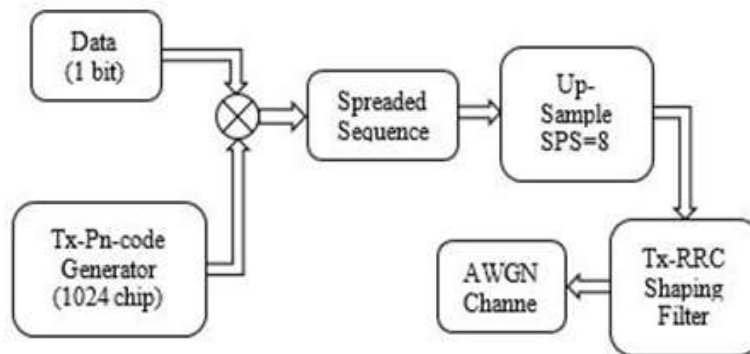 Data
(1 bit)
Spreaded
Sequence
Up-
Sample
SPS=8
Tx-Pn-code
Generator
(1024 chip)
AWGN
Channe
Tx-RRC
Shaping
Filter